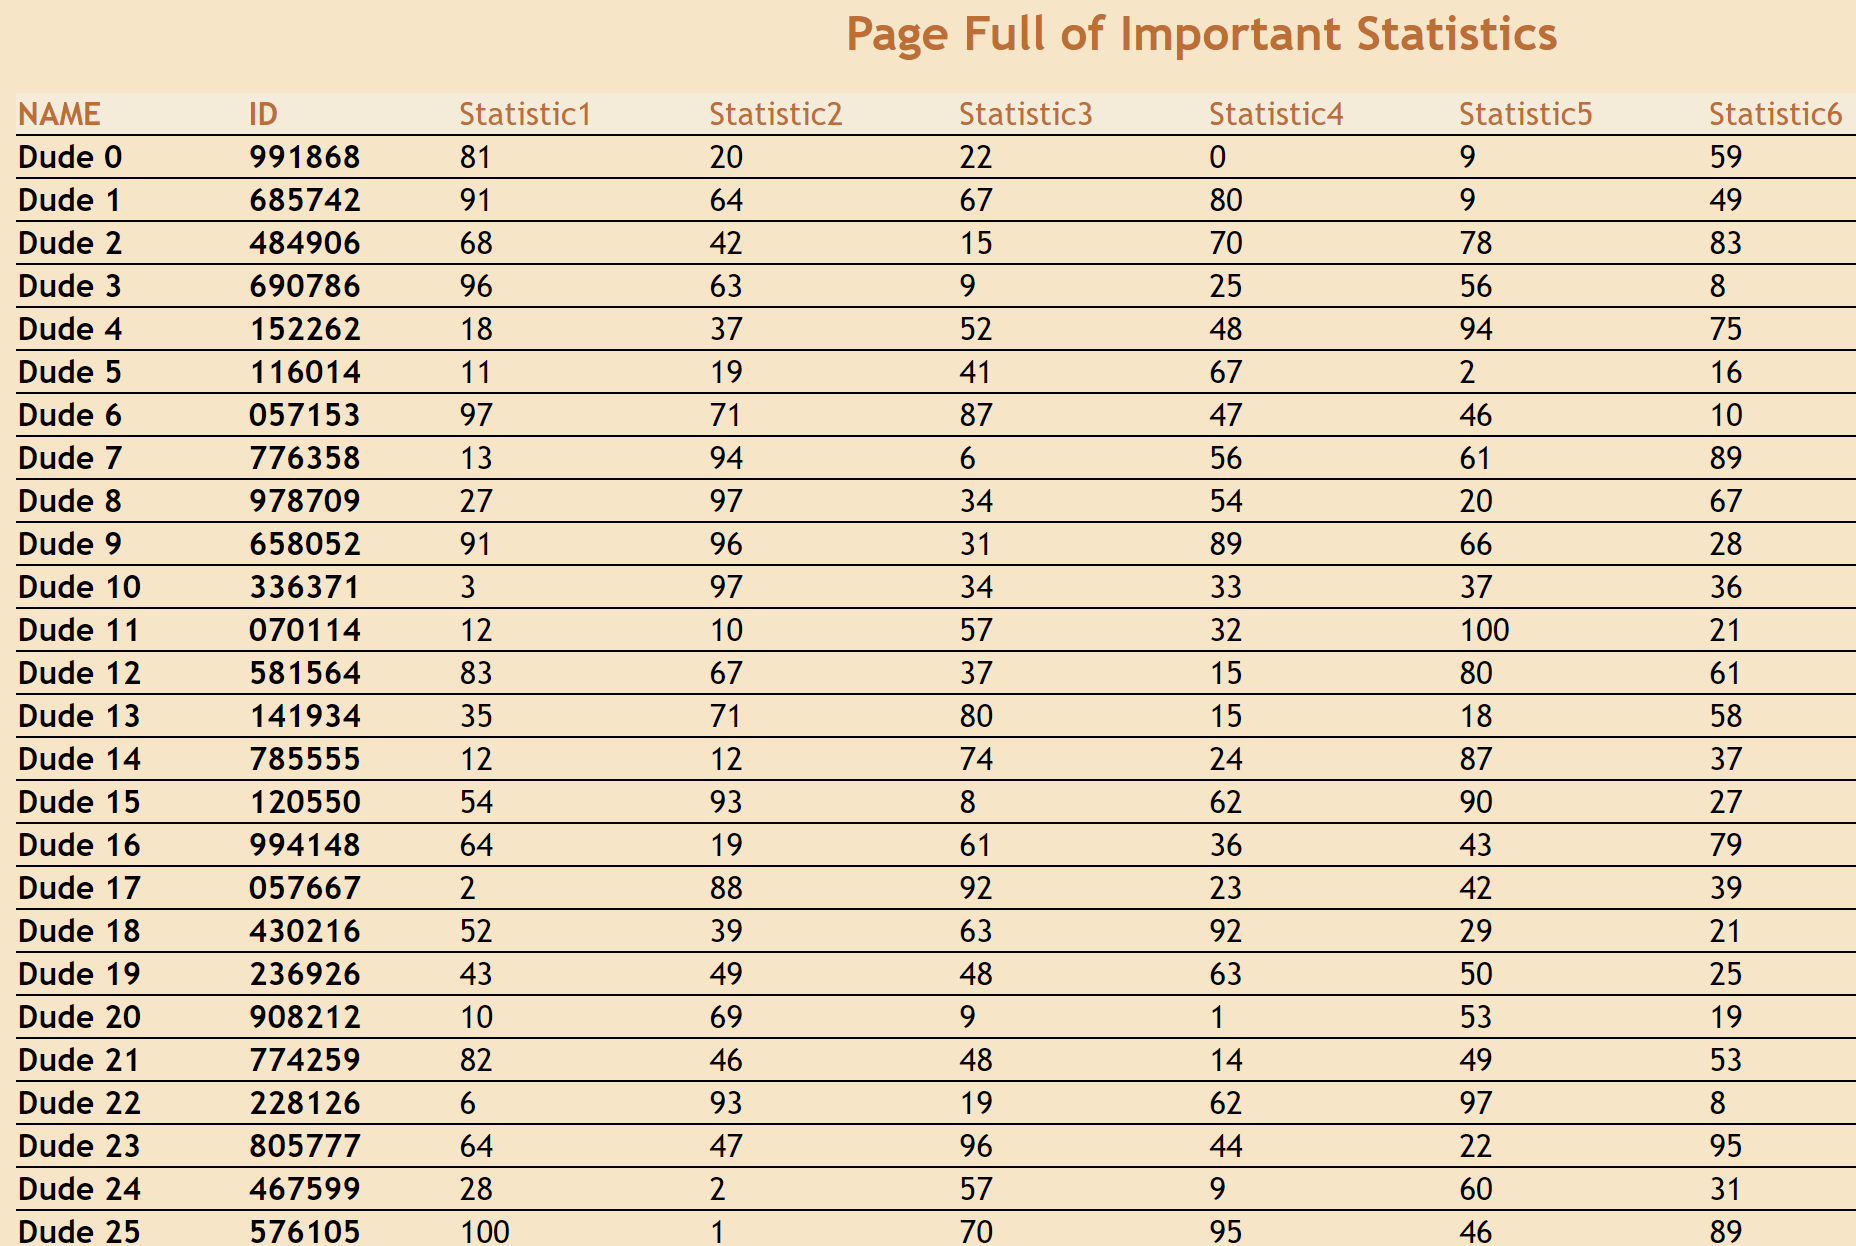 Page Full of Important Statistics
NAME ID Statistic1 Statistic2 Statistic3 Statistic4 Statistic5 Statistic6
Dude 0 991868 81 20 22 0 9 59
Dude 1 685742 91 64 67 80 9 49
Dude 2 484906 68 42 15 70 78 83
Dude 3 690786 96 63 9 25 56 8
Dude 4 152262 18 37 52 48 94 75
Dude 5 116014 11 19 41 67 2 16
Dude 6 057153 97 71 87 47 46 10
Dude 7 776358 13 94 6 56 61 89
Dude 8 978709 27 97 34 54 20 67
Dude 9 658052 91 96 31 89 66 28
Dude 10 336371 3 97 34 33 37 36
Dude 11 070114 12 10 57 32 100 21
Dude 12 581564 83 67 37 15 80 61
Dude 13 141934 35 71 80 15 18 58
Dude 14 785555 12 12 74 24 87 37
Dude 15 120550 54 93 8 62 90 27
Dude 16 994148 64 19 61 36 43 79
Dude 17 057667 2 88 92 23 42 39
Dude 18 430216 52 39 63 92 29 21
Dude 19 236926 43 49 48 63 50 25
Dude 20 908212 10 69 9 1 53 19
Dude 21 774259 82 46 48 14 49 53
Dude 22 228126 6 93 19 62 97 8
Dude 23 805777 64 47 96 44 22 95
Dude 24 467599 28 2 57 9 60 31
Dude 25 576105 100 1 70 95 46 89